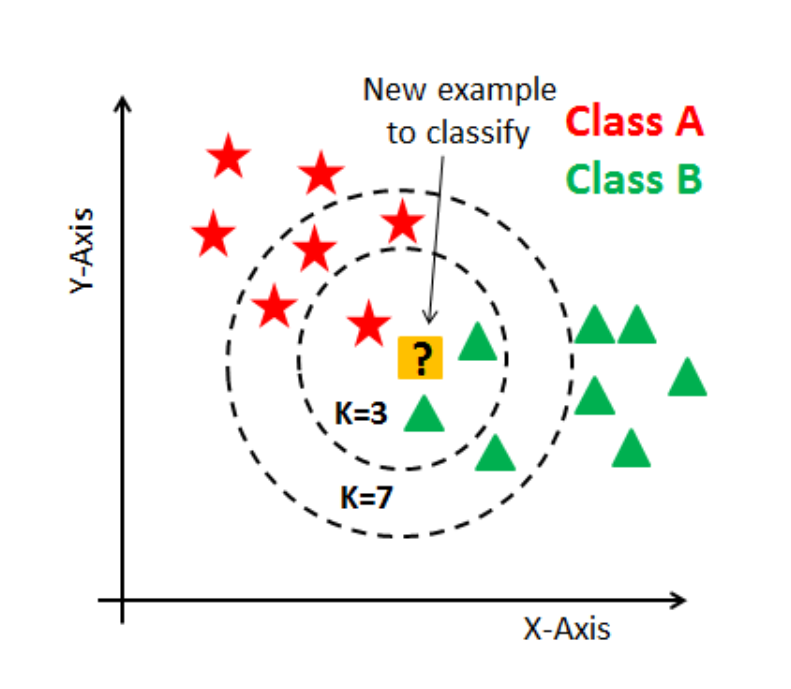 New example
to classify
Class A
Class B
Y-Axis
?
K=3
K=7
X-Axis